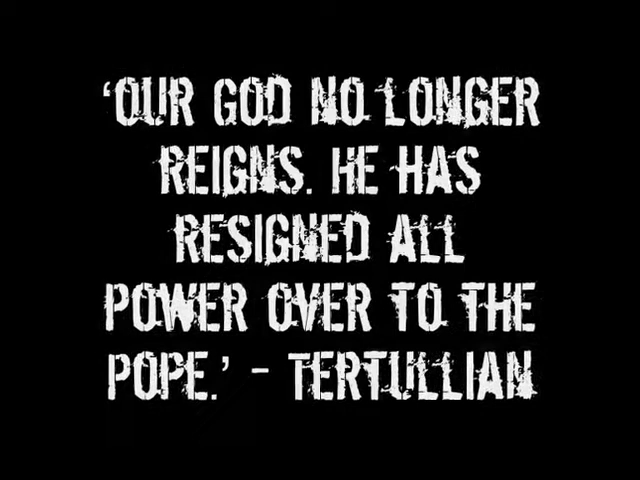 ‘OUR GOD NO LONGER
REIGNS. HE HAS
RESIGNED ALL
POWER OVER TO THE
POPE.’ - TERTULLIAN